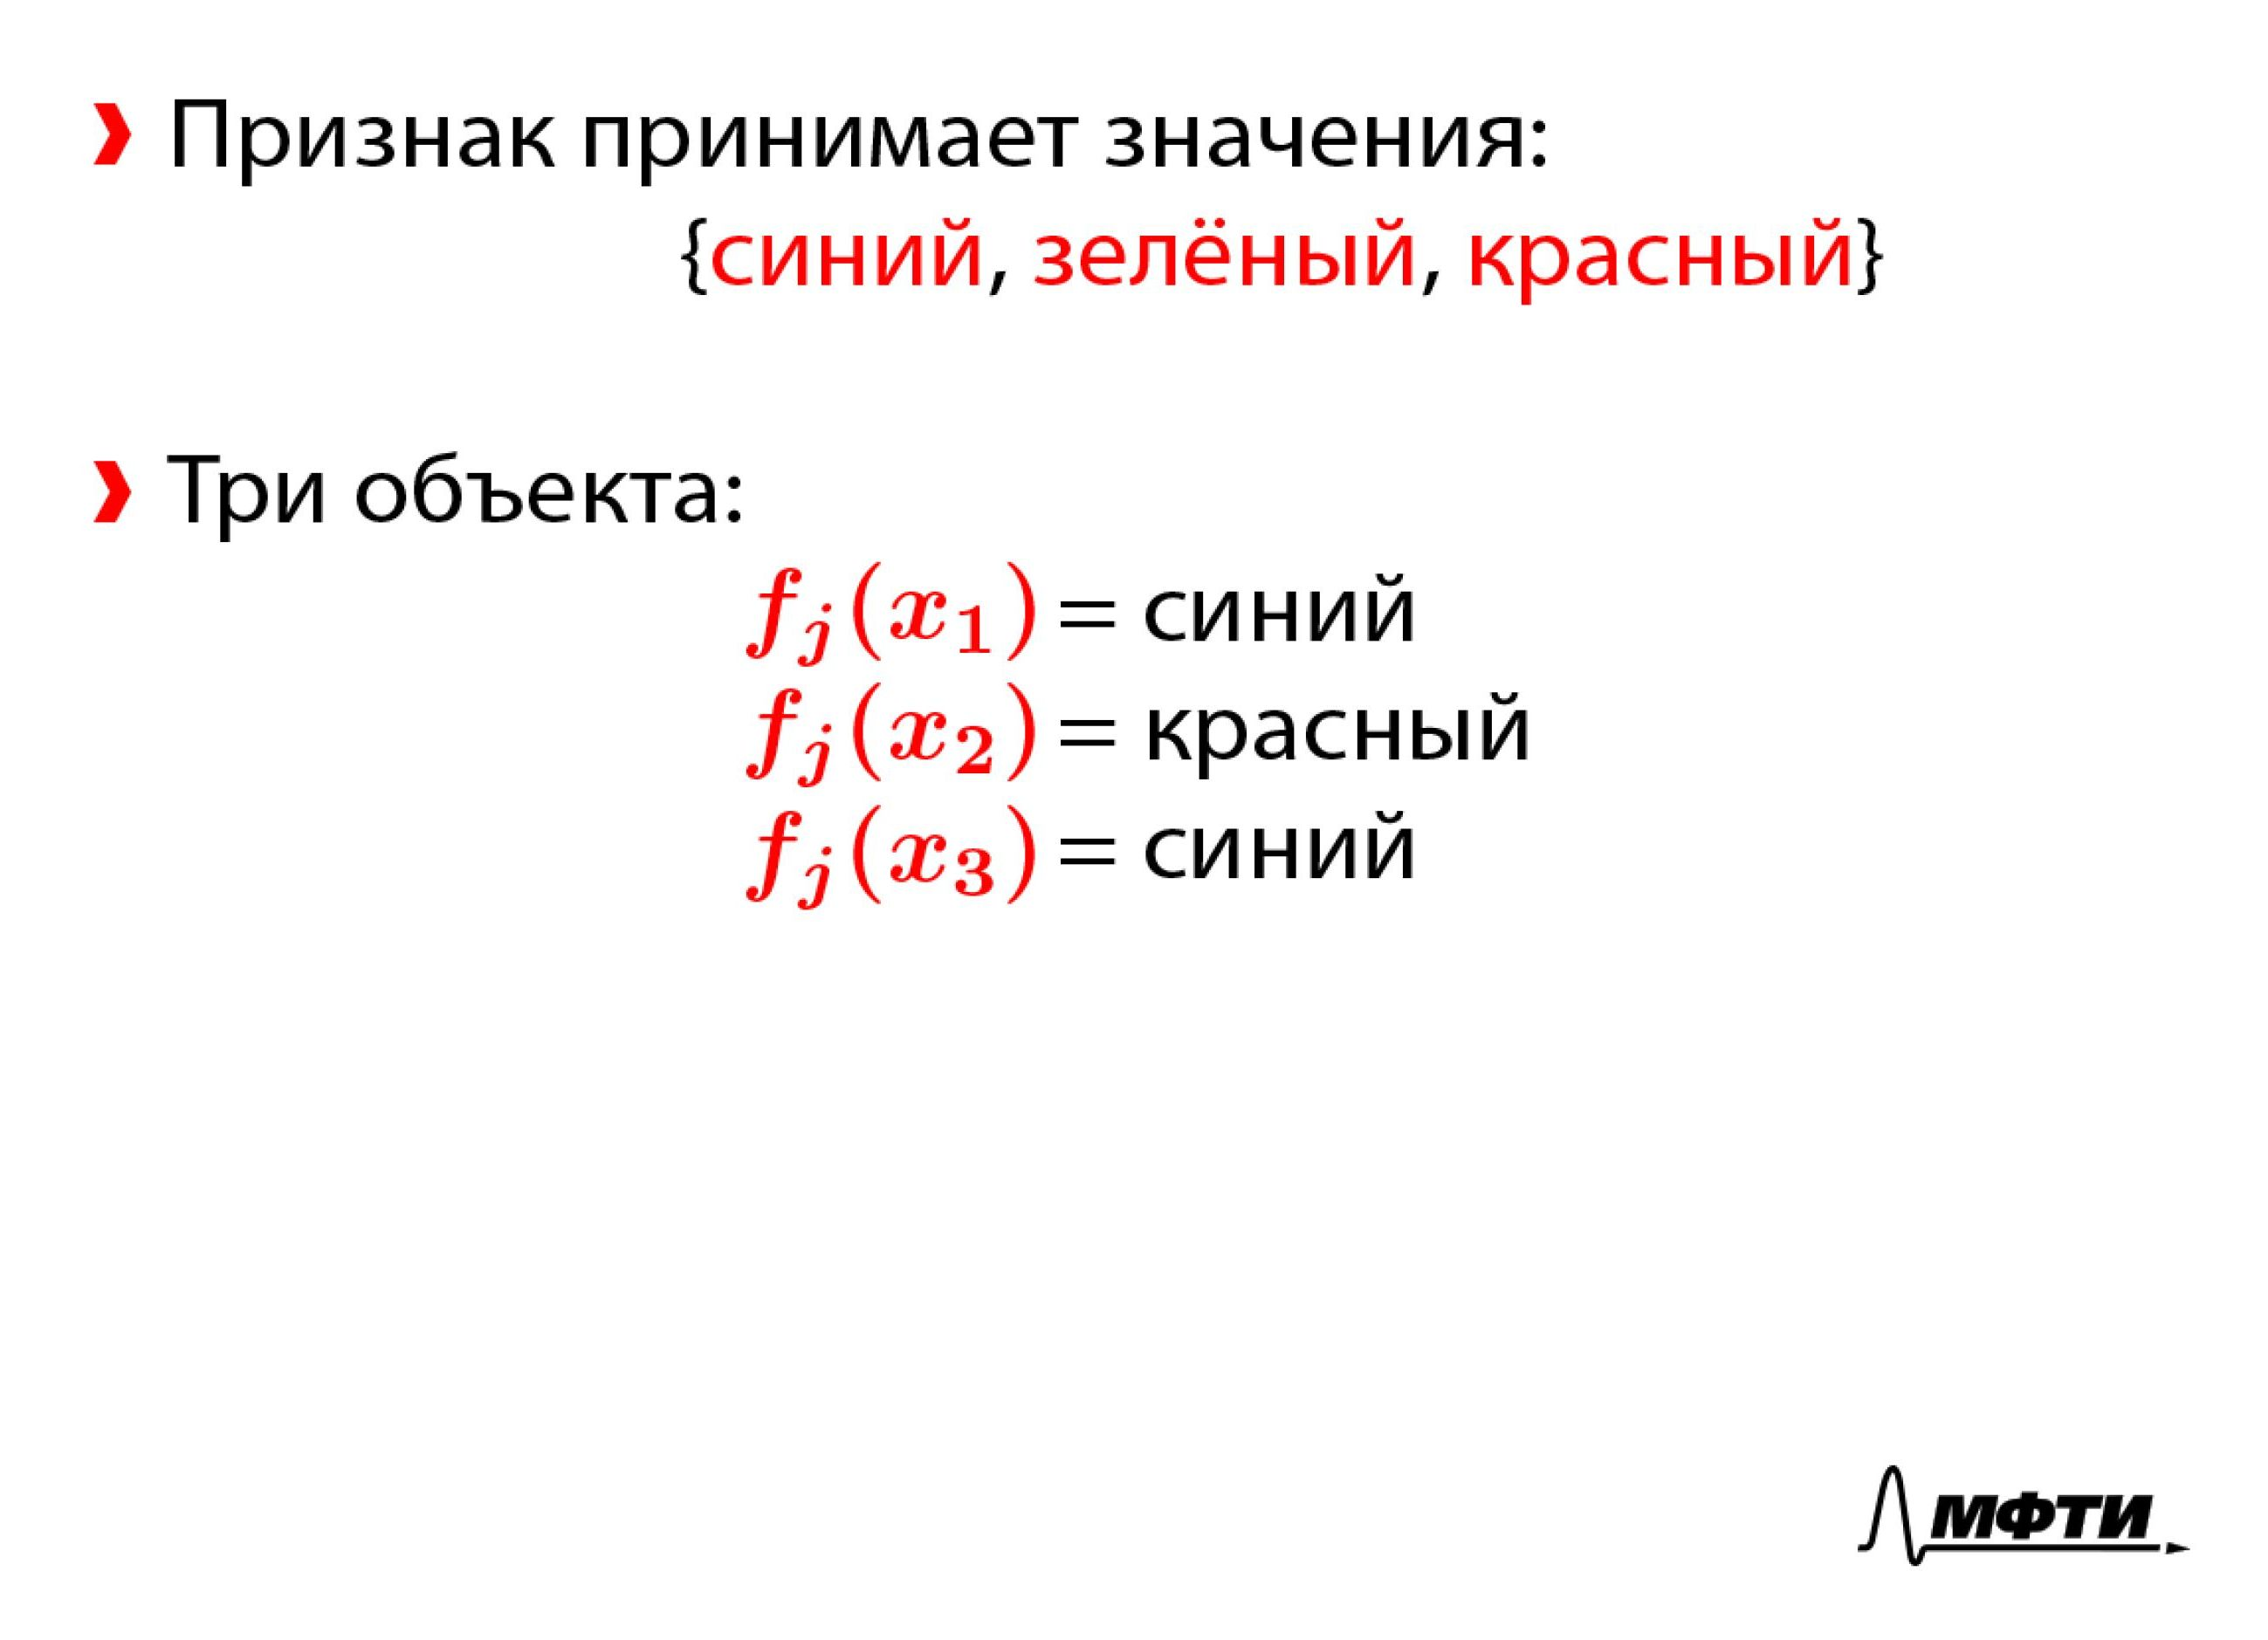 Признак принимает значения:
{синий, зелёный, красный}
Три объекта:
f_j(x_1) = синий
f_j(x_2) = красный
f_j(x_3) = синий
МФТИ